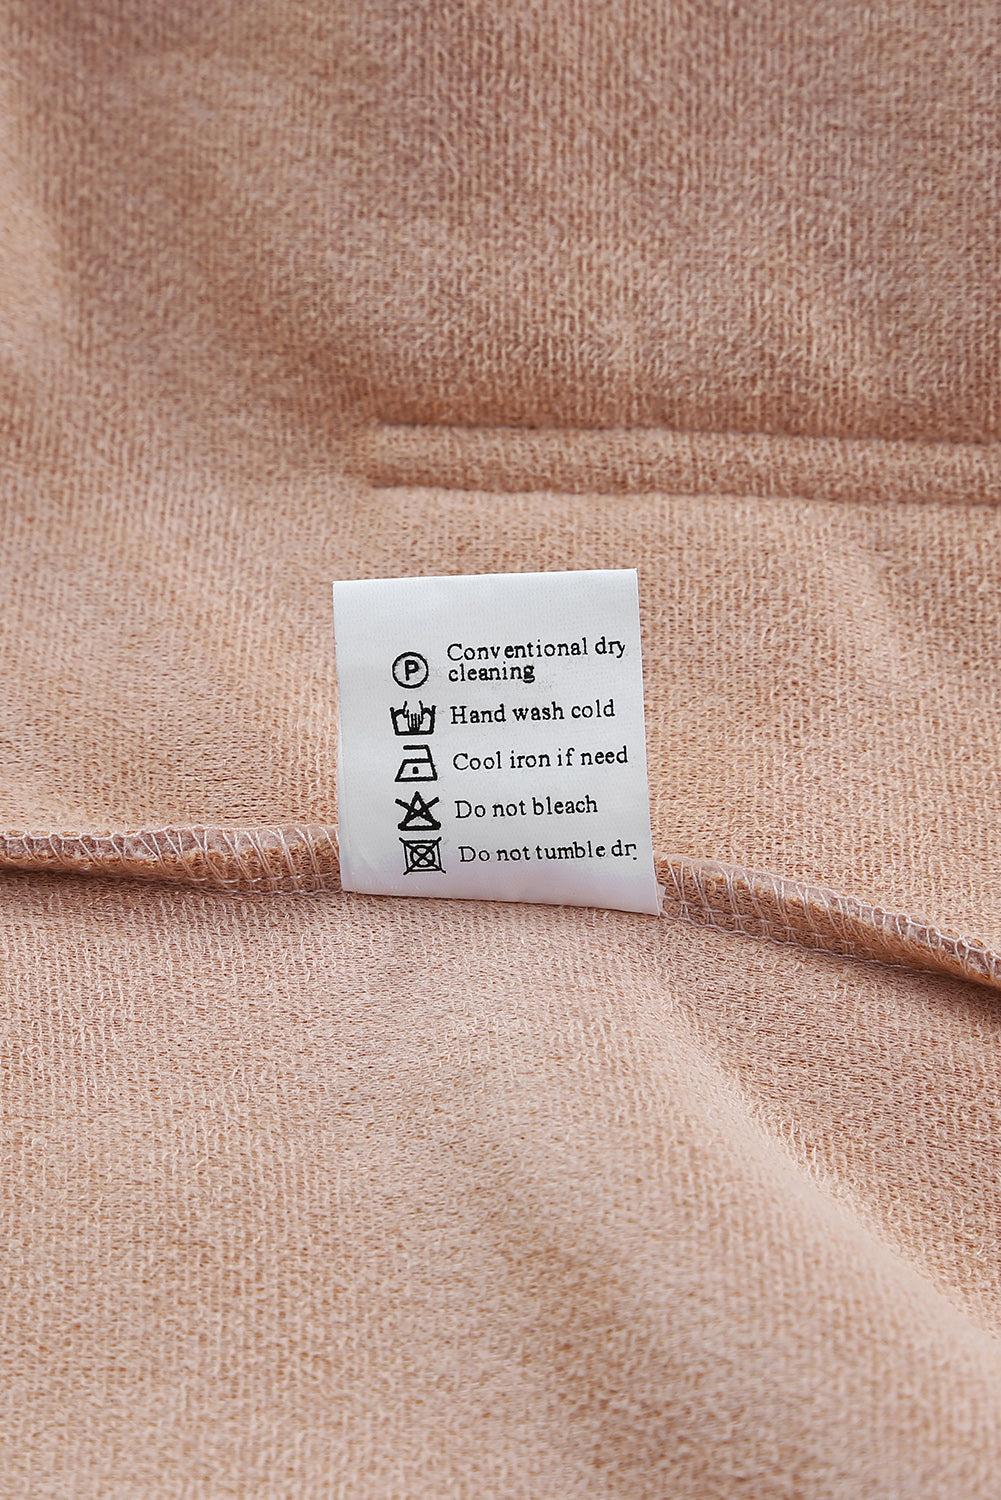 P Conventional dry
cleaning
Hand wash cold
Cool iron if need
Do not bleach
Do not tumble dr